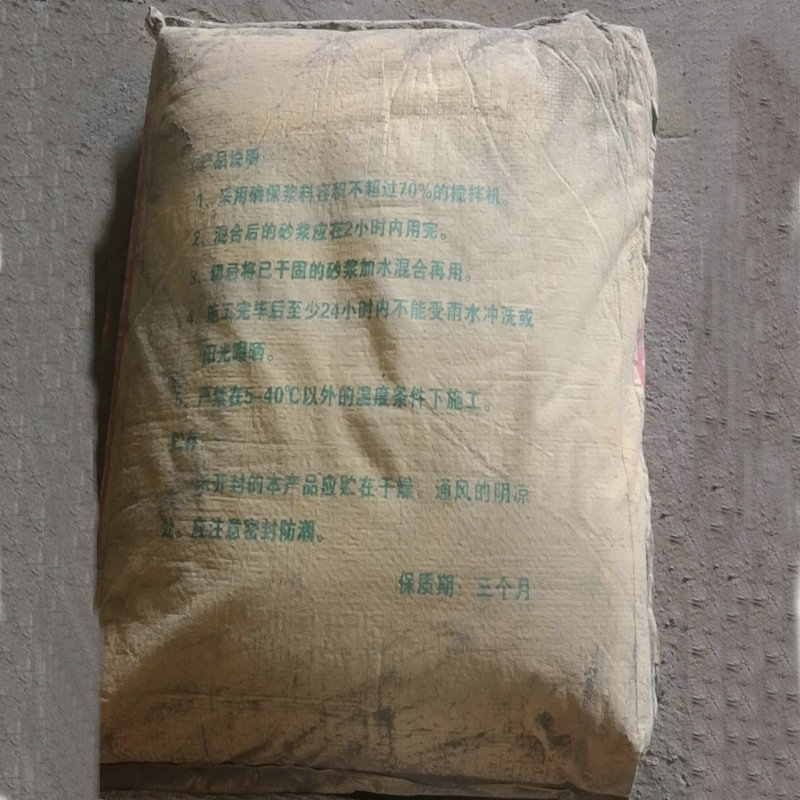 产品说明:
1、采用确保浆料容积不超过70%的搅拌机。
2、混合后的砂浆应在2小时内用完。
3、切忌将已干固的砂浆加水混合再用。
4、施工完毕后至少24小时内不能受雨水冲洗或
阳光曝晒。
5、严禁在5-40℃以外的温度条件下施工。
贮存:
未开封的本产品应贮在干燥、通风的阴凉
处。应注意密封防潮。
保质期:三个月